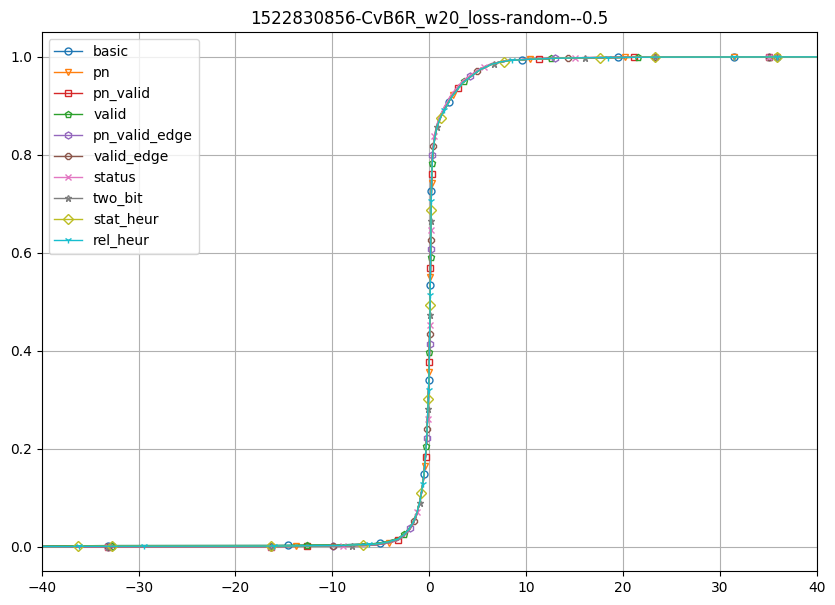 1522830856-CvB6R_w20_loss-random--0.5
basic
pn
pn_valid
valid
pn_valid_edge
valid_edge
status
two_bit
stat_heur
rel_heur
1.0
0.8
0.6
0.4
0.2
0.0
−40 −30 −20 −10 0 10 20 30 40